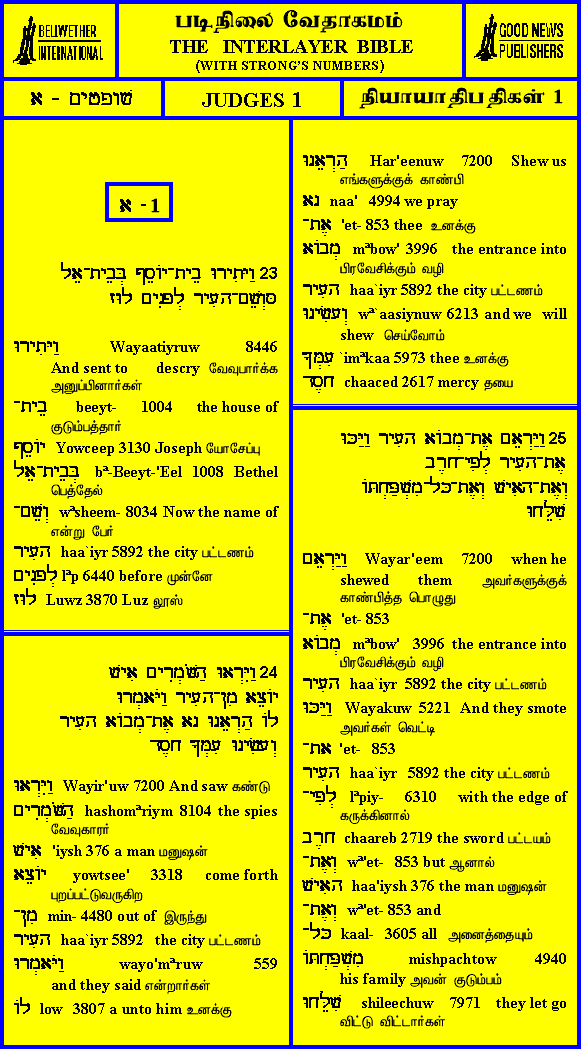 BELIWETHER
INTERNATIONAL
படிநிலை வேதாகமம்
THE INTERLAYER BIBLE
(WITH STRONG'S NUMBERS)
GOOD NEWS
PUBLISHERS
שופטים - א
JUDGES 1
நியாயாதிபதிகள் 1
א - 1
23 וַיַּתִירוּ בֵית־יוֹסֵף בְּבֵית־אֵל
וְשֵׁם־הָעִיר לְפָנִים לוּז
וַיַּתִירוּ Wayaatiyruw 8446
And sent to descry வேவுபார்க்க
அனுப்பினார்கள்
בֵית־ beeyt- 1004 the house of
குடும்பத்தார்
יוֹסֵף Yowceep 3130 Joseph யோசேப்பு
בְּבֵית־אֵל bª-Beeyt-'Eel 1008 Bethel
பெத்தேல்
וְשֵׁם־ wªsheem- 8034 Now the name of
என்று பேர்
הָעִיר haa`iyr 5892 the city பட்டணம்
לְפָנִים lªp 6440 before முன்னே
לוּז Luwz 3870 Luz லூஸ்
24 וַיִּרְאוּ הַשֹּׁמְרִים אִישׁ
יוֹצֵא מִן־הָעִיר וַיֹּאמְרוּ
לוֹ הַרְאֵנוּ נָא אֶת־מְבוֹא הָעִיר
וְעָשִׂינוּ עִמְּךָ חָסֶד
וַיִּרְאוּ Wayir'uw 7200 And saw கண்டு
הַשֹּׁמְרִים hashomªriym 8104 the spies
வேவுகாரர்
אִישׁ 'iysh 376 a man மனுஷன்
יוֹצֵא yowtsee' 3318 come forth
புறப்பட்டுவருகிற
מִן־ min- 4480 out of இருந்து
הָעִיר haa`iyr 5892 the city பட்டணம்
וַיֹּאמְרוּ wayo'mªruw 559
and they said என்றார்கள்
לוֹ low 3807 a unto him உனக்கு
הַרְאֵנוּ Har'eenuw 7200 Shew us
எங்களுக்குக் காண்பி
נָא naa' 4994 we pray
אֶת־ 'et- 853 thee உனக்கு
מְבוֹא mªbow' 3996 the entrance into
பிரவேசிக்கும் வழி
הָעִיר haa`iyr 5892 the city பட்டணம்
וְעָשִׂינוּ wª`aasiynuw 6213 and we will
shew செய்வோம்
עִמְּךָ `imªkaa 5973 thee உனக்கு
חָסֶד chaaced 2617 mercy தயை
25 וַיַּרְאֵם אֶת־מְבוֹא הָעִיר וַיַּכּוּ
אֶת־הָעִיר לְפִי־חָרֶב
וְאֶת־הָאִישׁ וְאֶת־כָּל־מִשְׁפַּחְתּוֹ
שִׁלֵּחוּ
וַיַּרְאֵם Wayar'eem 7200 when he
shewed them அவர்களுக்குக்
காண்பித்த பொழுது
אֶת־ 'et- 853
מְבוֹא mªbow' 3996 the entrance into
பிரவேசிக்கும் வழி
הָעִיר haa`iyr 5892 the city பட்டணம்
וַיַּכּוּ Wayakuw 5221 And they smote
அவர்கள் வெட்டி
אֶת־ 'et- 853
הָעִיר haa`iyr 5892 the city பட்டணம்
לְפִי־ lªpiy- 6310 with the edge of
கருக்கினால்
חָרֶב chaareb 2719 the sword பட்டயம்
וְאֶת־ wª'et- 853 but ஆனால்
הָאִישׁ haa'iysh 376 the man மனுஷன்
וְאֶת־ wª'et- 853 and
כָּל־ kaal- 3605 all அனைத்தையும்
מִשְׁפַּחְתּוֹ mishpachtow 4940
his family அவன் குடும்பம்
שִׁלֵּחוּ shileechuw 7971 they let go
விட்டு விட்டார்கள்